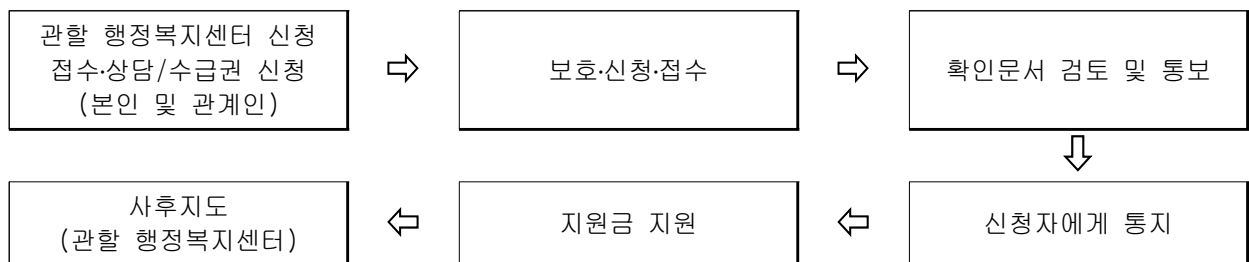 관할 행정복지센터 신청
접수·상담/수급권 신청
(본인 및 관계인)
보호·신청·접수
확인문서 검토 및 통보
신청자에게 통지
지원금 지원
사후지도
(관할 행정복지센터)